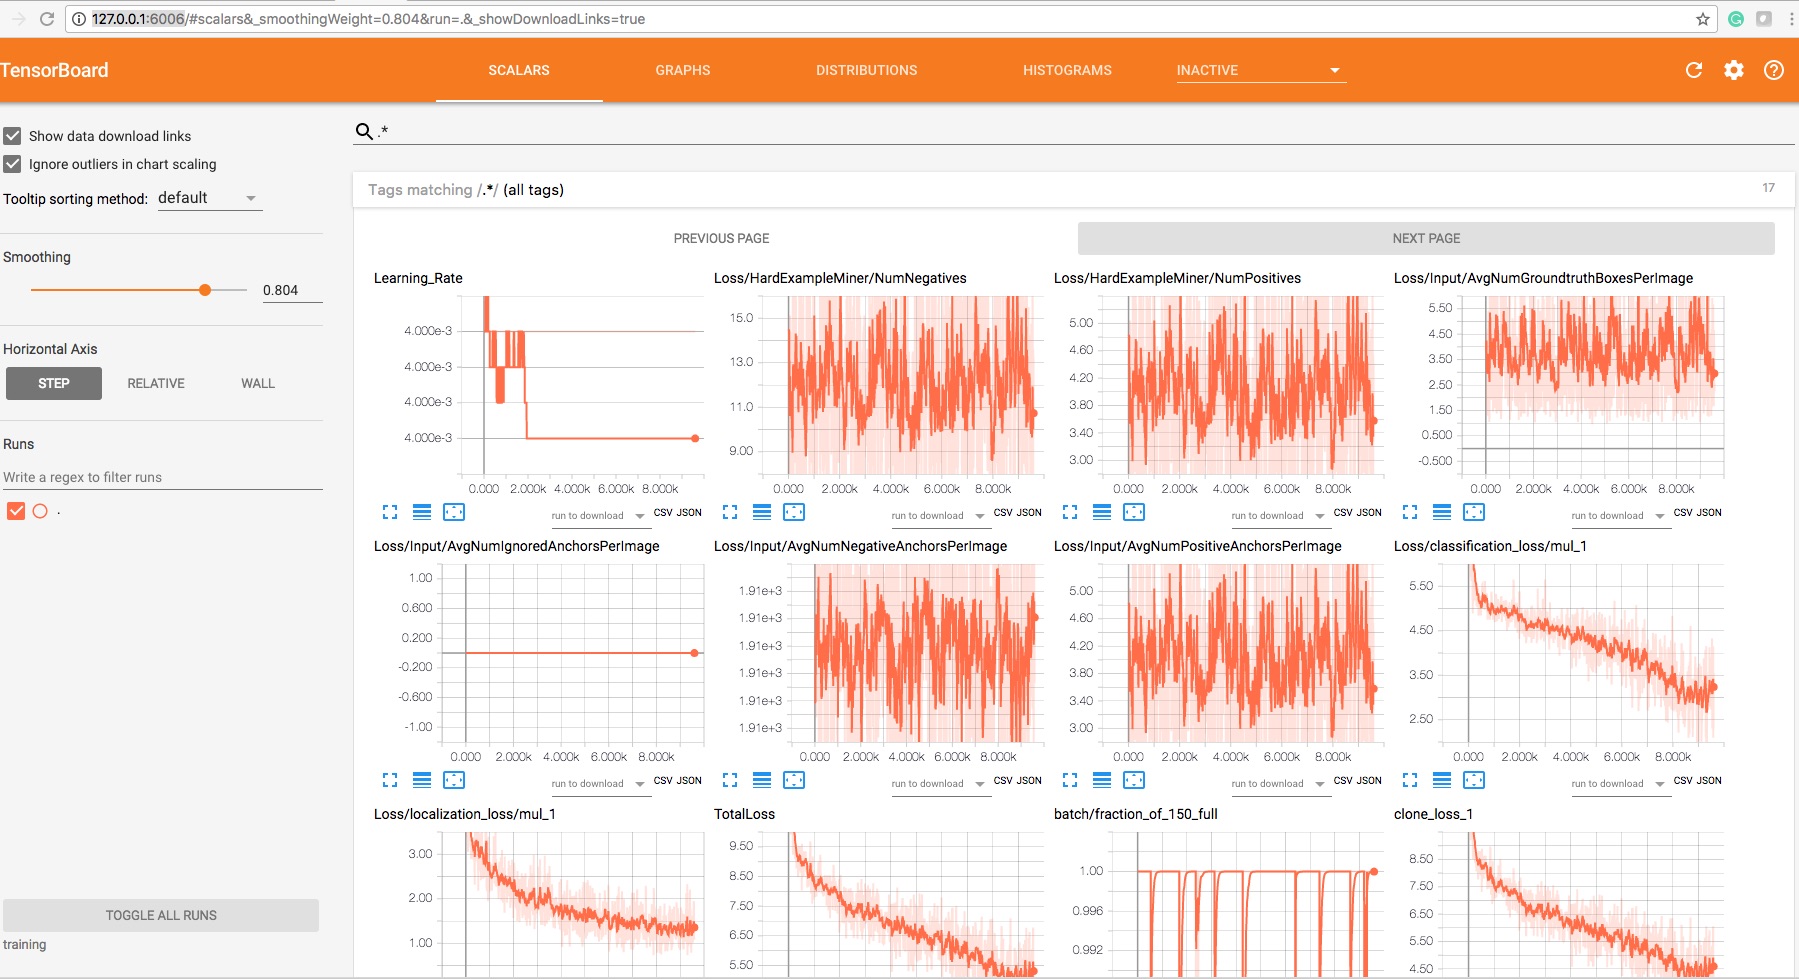 127.0.0.1:6006/#scalars&_smoothingWeight=0.804&run=.&_showDownloadLinks=true
TensorBoard SCALARS GRAPHS DISTRIBUTIONS HISTOGRAMS INACTIVE
Show data download links
Ignore outliers in chart scaling
Tooltip sorting method: default
Smoothing
0.804
Horizontal Axis
STEP RELATIVE WALL
Runs
Write a regex to filter runs
.
TOGGLE ALL RUNS
training
.*
Tags matching /.*/ (all tags) 17
PREVIOUS PAGE NEXT PAGE
Learning_Rate
4.000e-3
4.000e-3
4.000e-3
4.000e-3
0.000 2.000k 4.000k 6.000k 8.000k
run to download CSV JSON
Loss/HardExampleMiner/NumNegatives
15.0
13.0
11.0
9.00
0.000 2.000k 4.000k 6.000k 8.000k
run to download CSV JSON
Loss/HardExampleMiner/NumPositives
5.00
4.60
4.20
3.80
3.40
3.00
0.000 2.000k 4.000k 6.000k 8.000k
run to download CSV JSON
Loss/Input/AvgNumGroundtruthBoxesPerImage
5.50
4.50
3.50
2.50
1.50
0.500
-0.500
0.000 2.000k 4.000k 6.000k 8.000k
run to download CSV JSON
Loss/Input/AvgNumIgnoredAnchorsPerImage
1.00
0.600
0.200
-0.200
-0.600
-1.00
0.000 2.000k 4.000k 6.000k 8.000k
run to download CSV JSON
Loss/Input/AvgNumNegativeAnchorsPerImage
1.91e+3
1.91e+3
1.91e+3
1.91e+3
1.91e+3
1.91e+3
0.000 2.000k 4.000k 6.000k 8.000k
run to download CSV JSON
Loss/Input/AvgNumPositiveAnchorsPerImage
5.00
4.60
4.20
3.80
3.40
3.00
0.000 2.000k 4.000k 6.000k 8.000k
run to download CSV JSON
Loss/classification_loss/mul_1
5.50
4.50
3.50
2.50
0.000 2.000k 4.000k 6.000k 8.000k
run to download CSV JSON
Loss/localization_loss/mul_1
3.00
2.00
1.00
TotalLoss
9.50
8.50
7.50
6.50
5.50
batch/fraction_of_150_full
1.00
0.996
0.992
clone_loss_1
8.50
7.50
6.50
5.50
4.50